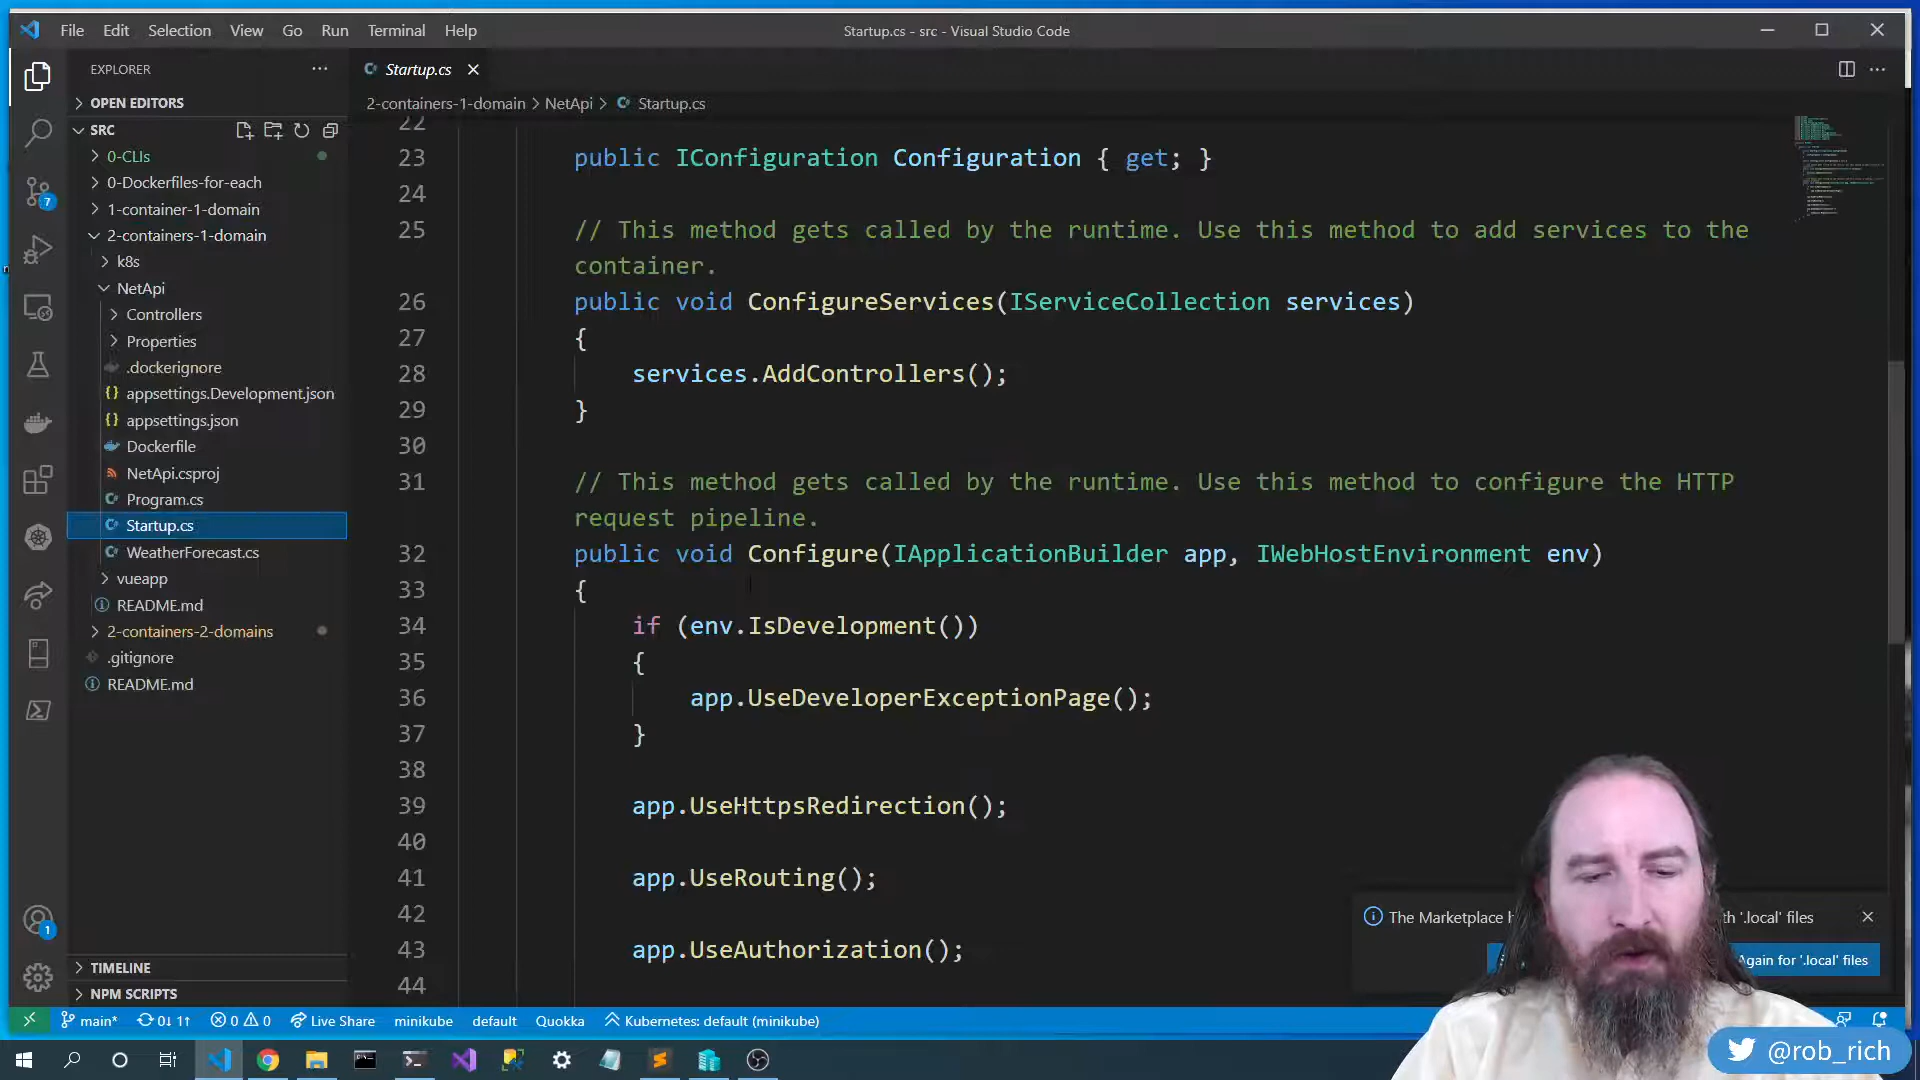 File Edit Selection View Go Run Terminal Help
Startup.cs - src - Visual Studio Code
EXPLORER
OPEN EDITORS
SRC
0-CLIs
0-Dockerfiles-for-each
1-container-1-domain
2-containers-1-domain
k8s
NetApi
Controllers
Properties
.dockerignore
appsettings.Development.json
appsettings.json
Dockerfile
NetApi.csproj
Program.cs
Startup.cs
WeatherForecast.cs
vueapp
README.md
2-containers-2-domains
.gitignore
README.md
TIMELINE
NPM SCRIPTS
7
1
Startup.cs
2-containers-1-domain > NetApi > Startup.cs
22
23 public IConfiguration Configuration { get; }
24
25 // This method gets called by the runtime. Use this method to add services to the
container.
26 public void ConfigureServices(IServiceCollection services)
27 {
28 services.AddControllers();
29 }
30
31 // This method gets called by the runtime. Use this method to configure the HTTP
request pipeline.
32 public void Configure(IApplicationBuilder app, IWebHostEnvironment env)
33 {
34 if (env.IsDevelopment())
35 {
36 app.UseDeveloperExceptionPage();
37 }
38
39 app.UseHttpsRedirection();
40
41 app.UseRouting();
42
43 app.UseAuthorization();
44
The Marketplace '.local' files
Again for '.local' files
main* 0↓ 1↑ 0 0 Live Share minikube default Quokka Kubernetes: default (minikube)
@rob_rich